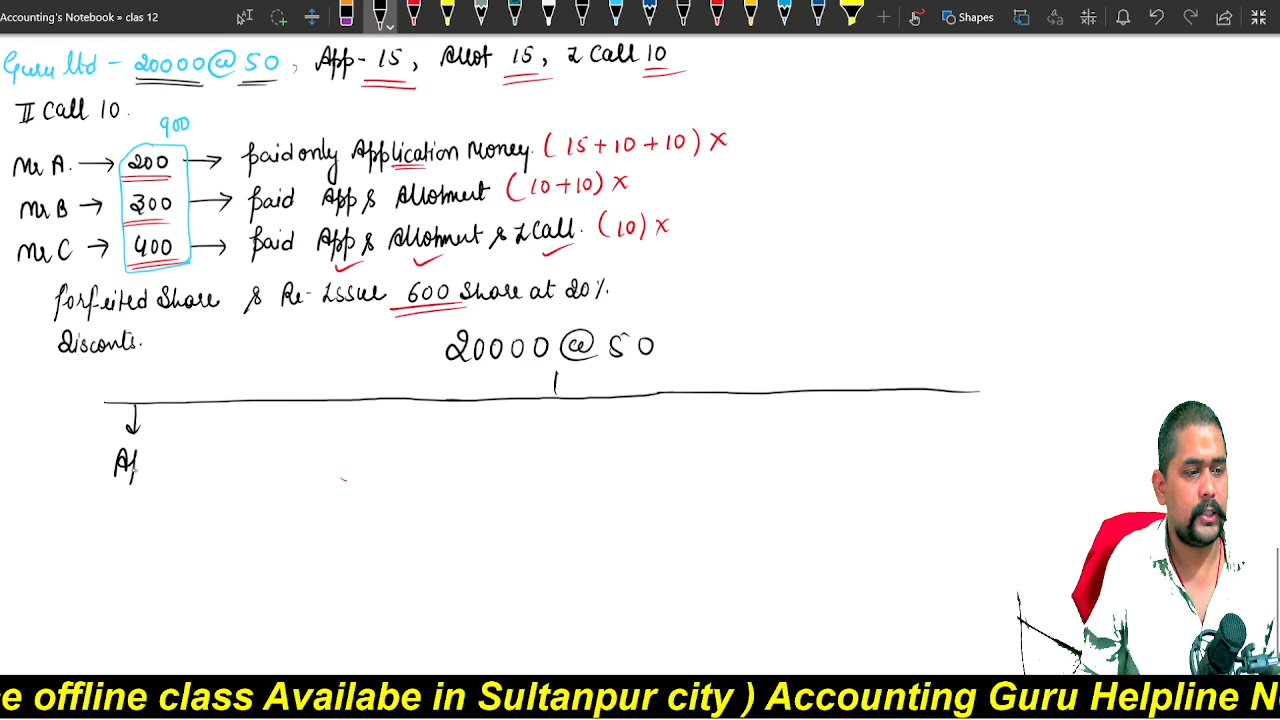 Accounting's Notebook » clas 12
Shapes
Guru ltd - 20000@50, App-15, Allot 15, I Call 10
II Call 10.
900
Mr A. → 200 → paid only Application Money. (15+10+10) ×
Mr B → 300 → paid App & Allotment (10+10) ×
Mr C → 400 → paid App & Allotment & I Call. (10) ×
forfeited Share & Re-Issue 600 Share at 20%.
Disconts.
20000 @ 50
Ap
e offline class Availabe in Sultanpur city ) Accounting Guru Helpline N